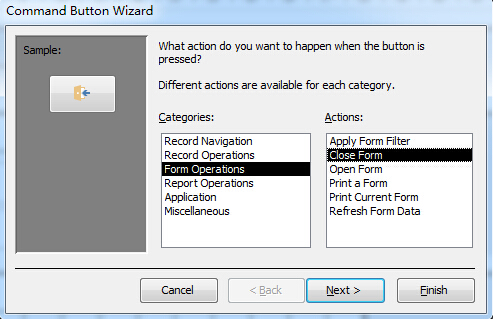 Command Button Wizard
Sample:
What action do you want to happen when the button is
pressed?
Different actions are available for each category.
Categories:
Actions:
Record Navigation
Record Operations
Form Operations
Report Operations
Application
Miscellaneous
Apply Form Filter
Close Form
Open Form
Print a Form
Print Current Form
Refresh Form Data
Cancel
< Back
Next >
Finish